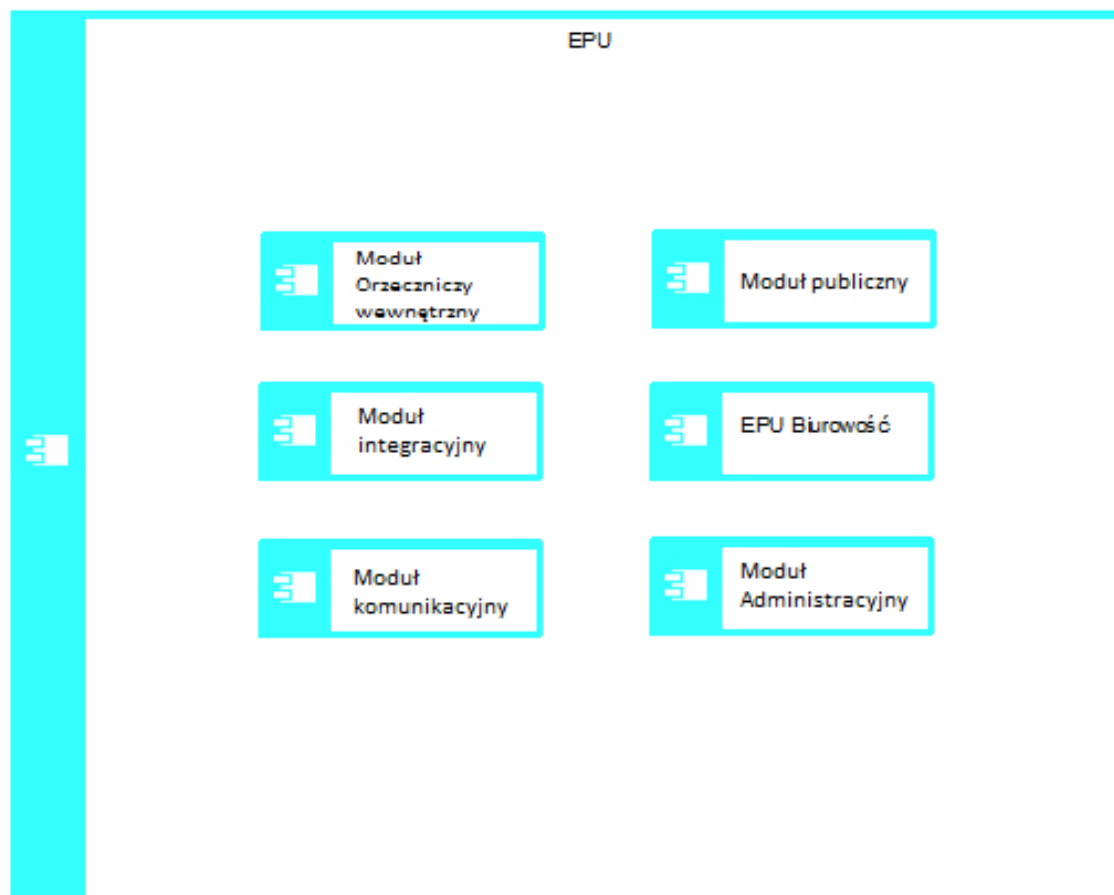 EPU
Moduł
Orzeczniczy
wewnętrzny
Moduł publiczny
Moduł
integracyjny
EPU Biurowość
Moduł
komunikacyjny
Moduł
Administracyjny